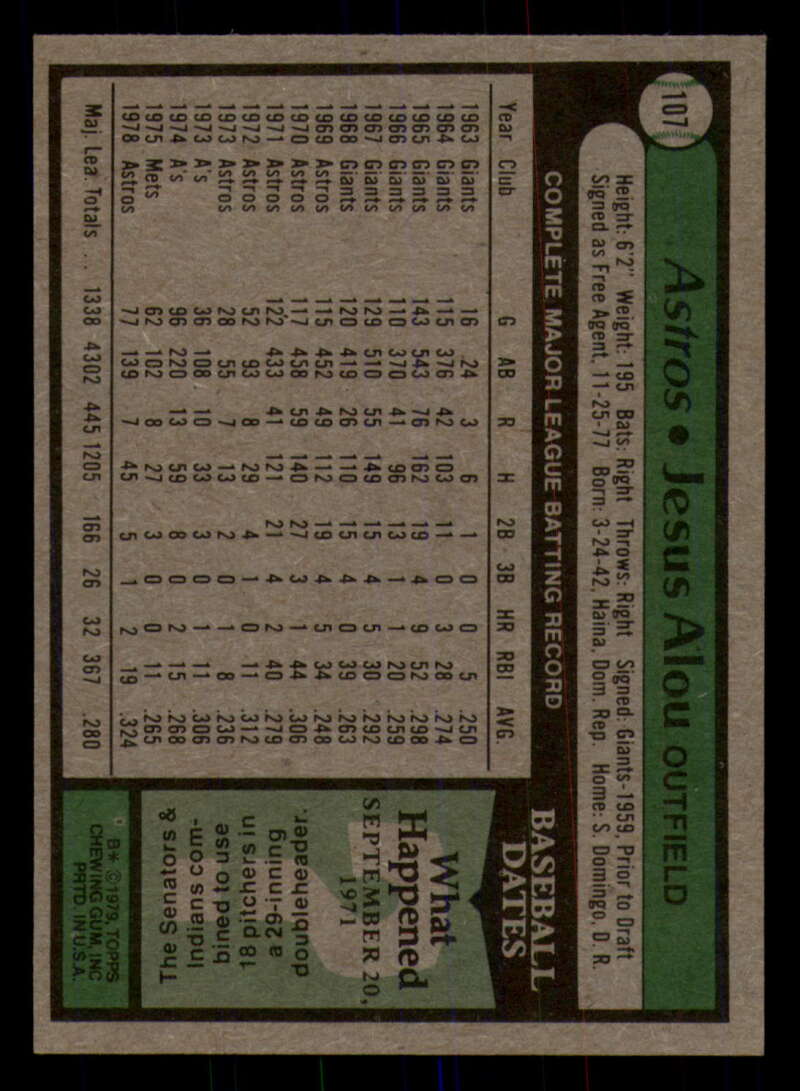 107
Astros • Jesus Alou OUTFIELD
Height: 6'2" Weight: 195 Bats: Right Throws: Right Signed: Giants-1959, Prior to Draft
Signed as Free Agent, 11-25-77 Born: 3-24-42, Haina, Dom. Rep. Home: S. Domingo, D. R.
COMPLETE MAJOR LEAGUE BATTING RECORD
Year Club G AB R H 2B 3B HR RBI AVG.
1963 Giants 16 24 3 6 1 0 0 5 .250
1964 Giants 115 376 42 103 11 0 3 28 .274
1965 Giants 143 543 76 162 19 4 9 52 .298
1966 Giants 110 370 41 96 13 1 1 20 .259
1967 Giants 129 510 55 149 15 4 5 30 .292
1968 Giants 120 419 26 110 15 4 0 39 .263
1969 Astros 115 452 49 112 19 4 5 34 .248
1970 Astros 117 458 59 140 27 3 1 44 .306
1971 Astros 122 433 41 121 21 4 2 40 .279
1972 Astros 52 93 8 29 4 1 0 11 .312
1973 Astros 28 55 7 13 2 0 1 8 .236
1973 A's 36 108 10 33 3 0 1 11 .306
1974 A's 96 220 13 59 8 0 2 15 .268
1975 Mets 62 102 8 27 3 0 0 11 .265
1978 Astros 77 139 7 45 5 1 2 19 .324
Maj. Lea. Totals ... 1338 4302 445 1205 166 26 32 367 .280
BASEBALL
DATES
What
Happened
SEPTEMBER 20,
1971
The Senators &
Indians com-
bined to use
18 pitchers in
a 29-inning
doubleheader.
B* ©1979, TOPPS
CHEWING GUM, INC
PRTD. IN U.S.A.